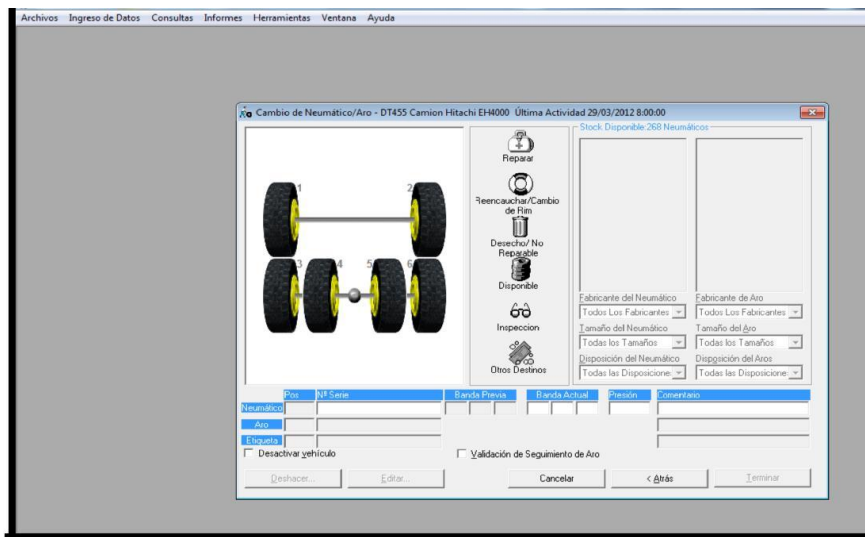 Archivos Ingreso de Datos Consultas Informes Herramientas Ventana Ayuda
Cambio de Neumático/Aro - DT455 Camion Hitachi EH4000 Última Actividad 29/03/2012 8:00:00
1 2
3 4 5 6
Reparar
Reencauchar/Cambio
de Rim
Desecho/ No
Reparable
Disponible
Inspeccion
Otros Destinos
Stock Disponible:268 Neumáticos
Fabricante del Neumático Fabricante de Aro
Todos Los Fabricantes Todos Los Fabricantes
Tamaño del Neumático Tamaño del Aro
Todas los Tamaños Todas los Tamaños
Disposición del Neumático Disposición del Aros
Todas las Disposicione: Todas las Disposicione:
Pos Nº Serie Banda Previa Banda Actual Presión Comentario
Neumático
Aro
Etiqueta
Desactivar vehículo Validación de Seguimiento de Aro
Deshacer... Editar... Cancelar < Atrás Terminar